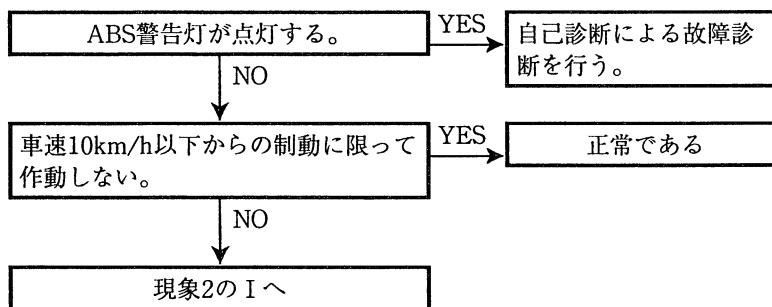 ABS警告灯が点灯する。
YES
自己診断による故障診
断を行う。
NO
車速10km/h以下からの制動に限って
作動しない。
YES
正常である
NO
現象2のⅠへ